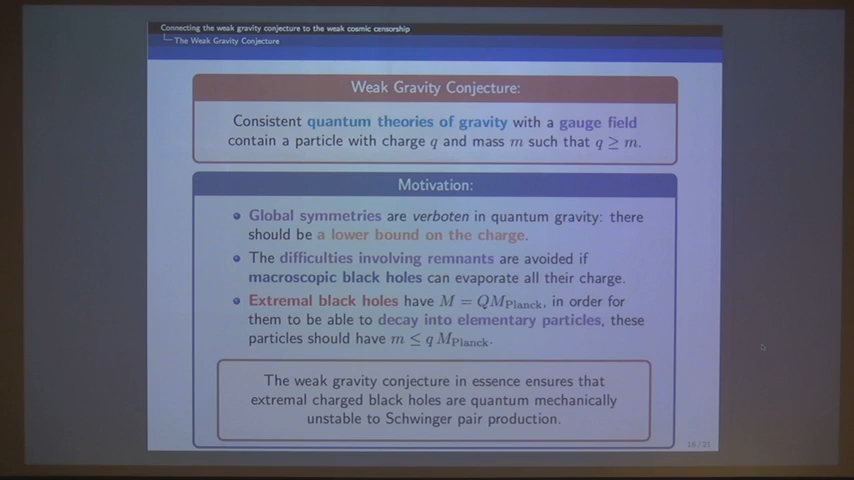 Connecting the weak gravity conjecture to the weak cosmic censorship
The Weak Gravity Conjecture
Weak Gravity Conjecture:
Consistent quantum theories of gravity with a gauge field
contain a particle with charge q and mass m such that q ≥ m.
Motivation:
Global symmetries are verboten in quantum gravity: there
should be a lower bound on the charge.
The difficulties involving remnants are avoided if
macroscopic black holes can evaporate all their charge.
Extremal black holes have M = QM_Planck, in order for
them to be able to decay into elementary particles, these
particles should have m ≤ q M_Planck.
The weak gravity conjecture in essence ensures that
extremal charged black holes are quantum mechanically
unstable to Schwinger pair production.
18 / 21